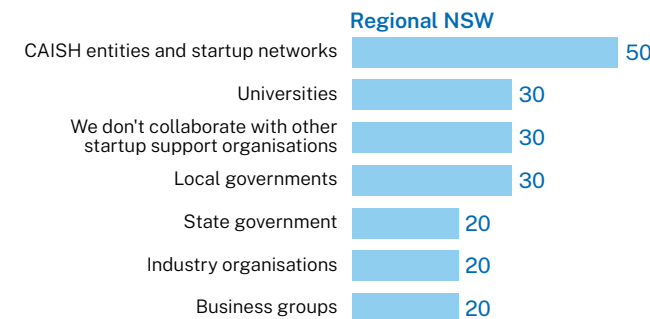 Regional NSW
CAISH entities and startup networks 50
Universities 30
We don't collaborate with other
startup support organisations 30
Local governments 30
State government 20
Industry organisations 20
Business groups 20